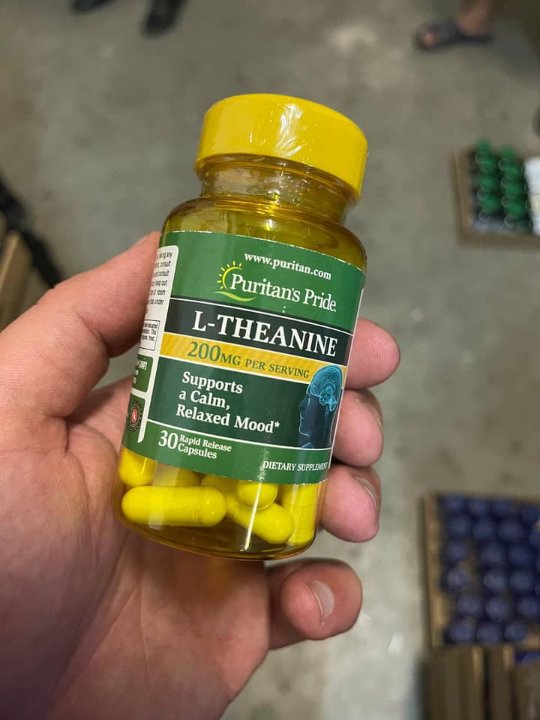 www.puritan.com
Puritan's Pride.
L-THEANINE
200MG PER SERVING
Supports
a Calm,
Relaxed Mood*
30 Rapid Release
Capsules
DIETARY SUPPLEMENT